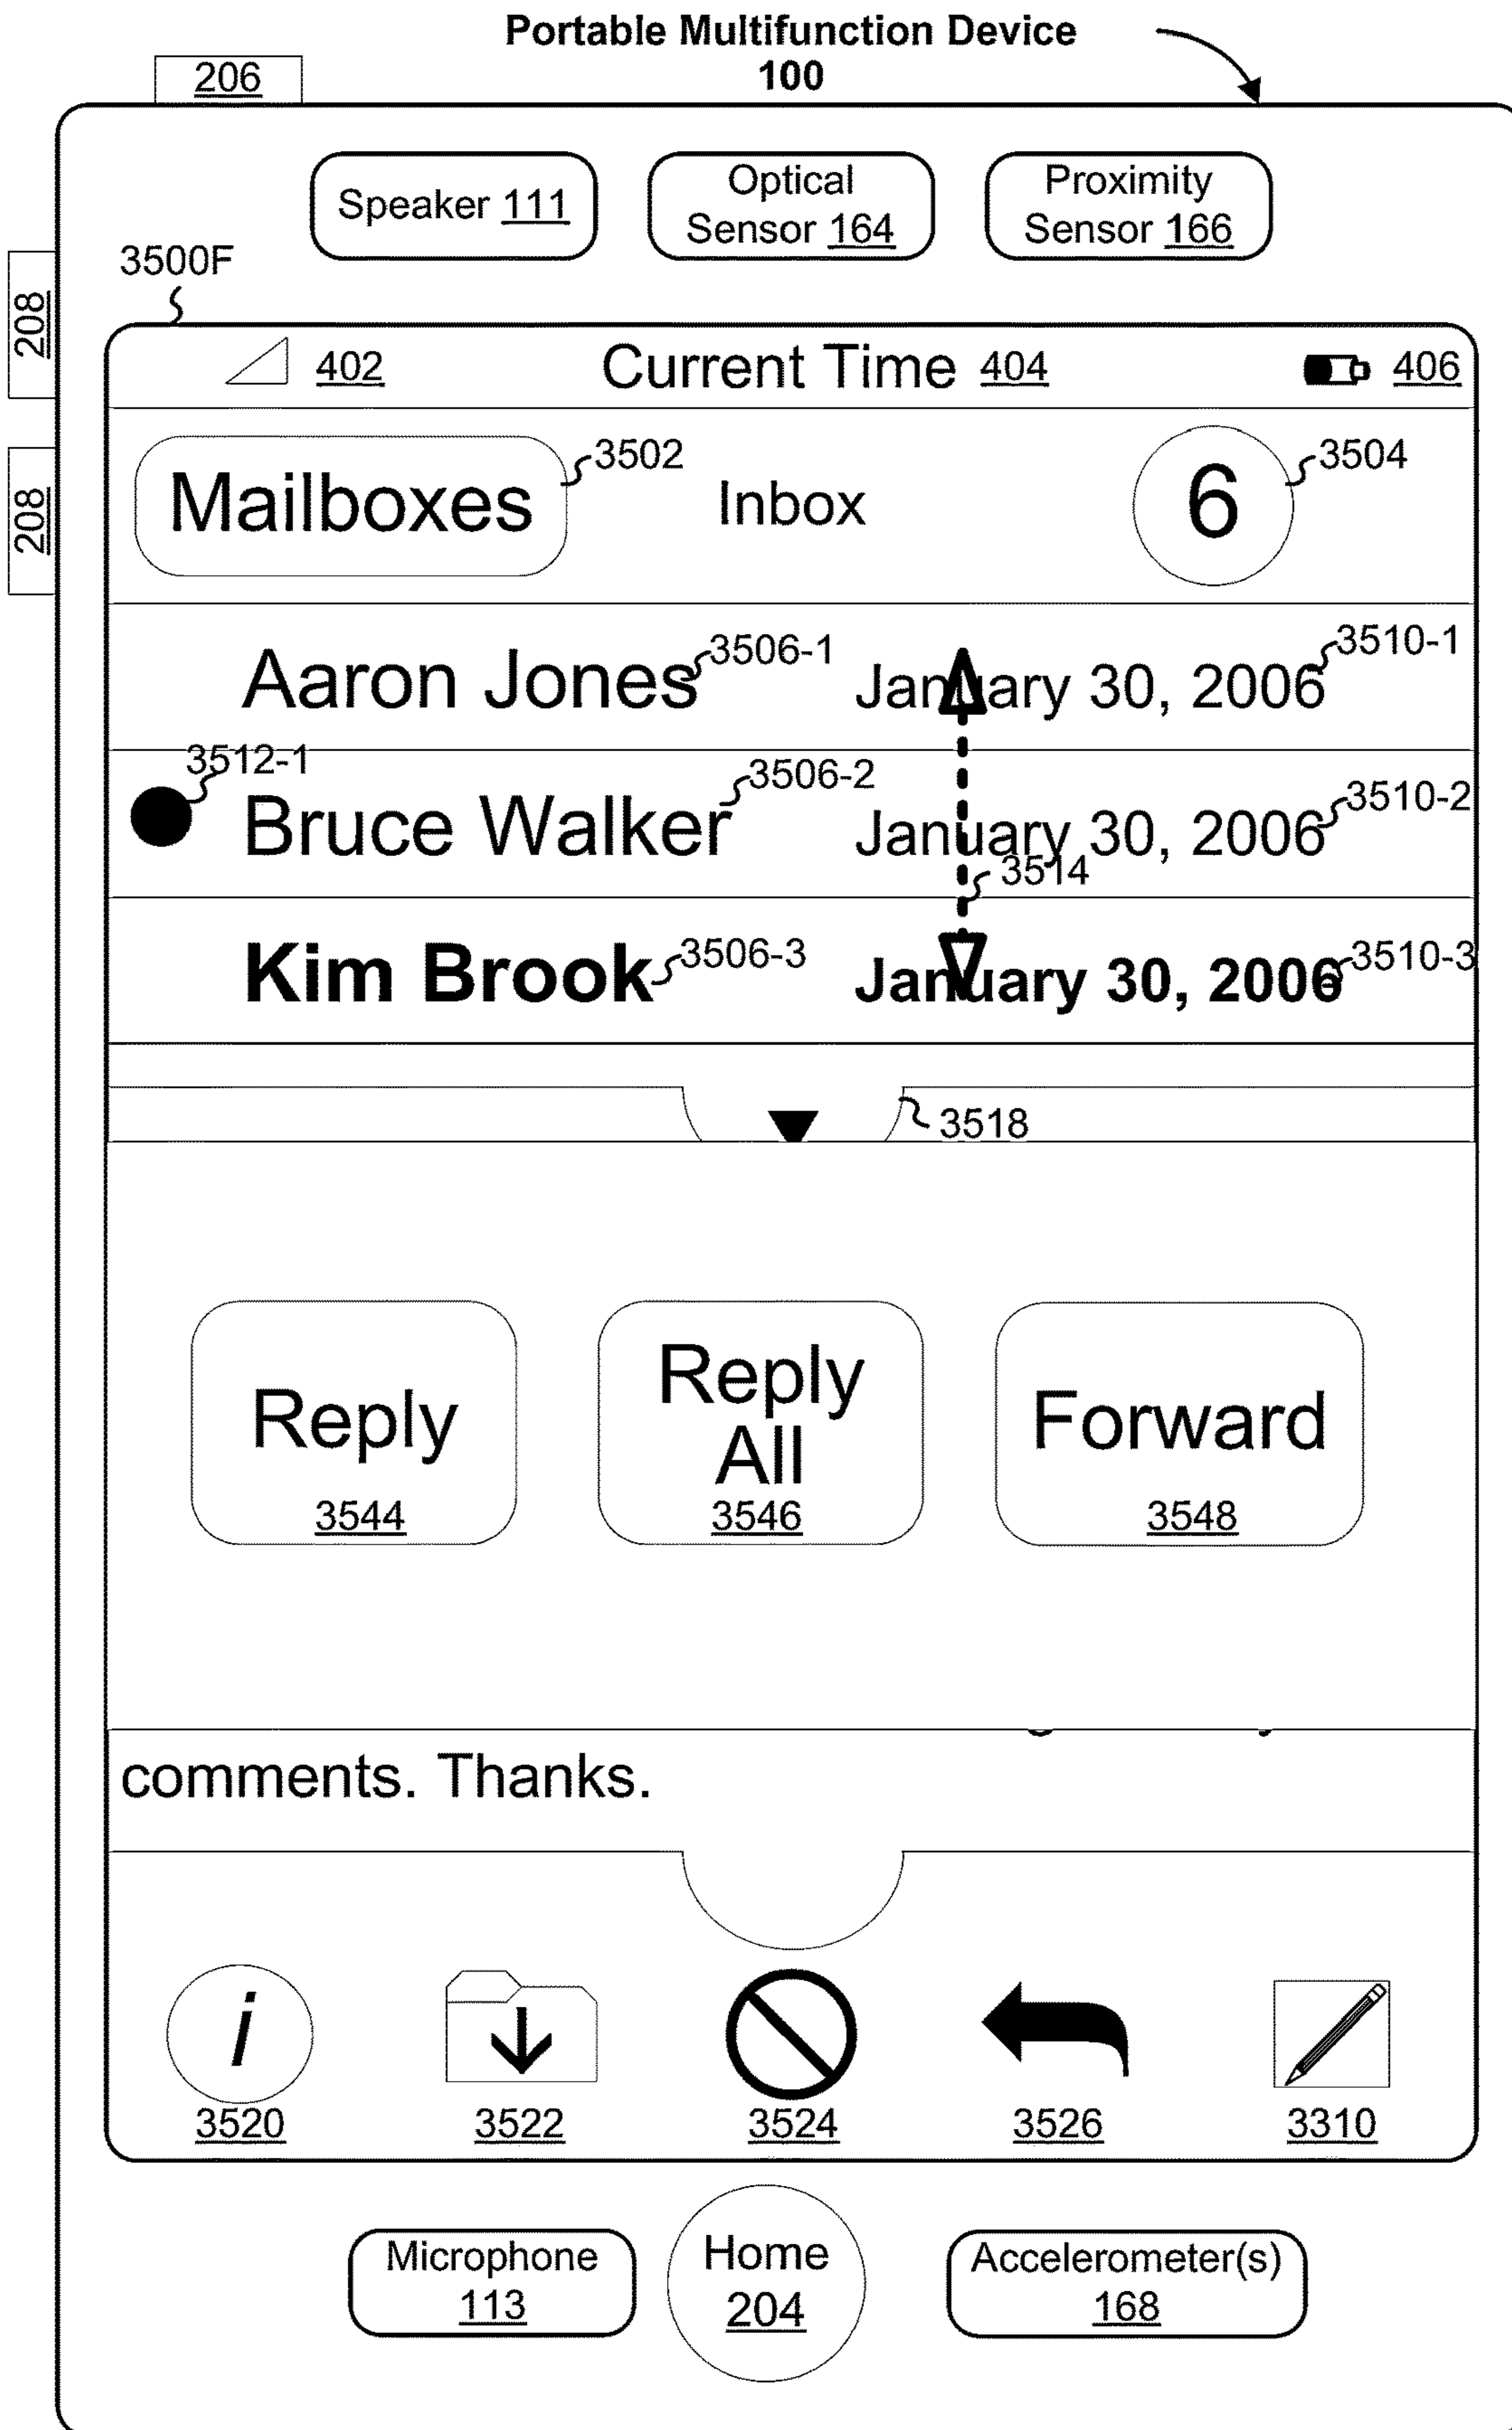 Portable Multifunction Device
100
206
Speaker 111
Optical
Sensor 164
Proximity
Sensor 166
208
208
3500F
402
Current Time 404
406
Mailboxes
3502
Inbox
6
3504
Aaron Jones
3506-1
January 30, 2006
3510-1
3512-1
Bruce Walker
3506-2
January 30, 2006
3510-2
3514
Kim Brook
3506-3
January 30, 2006
3510-3
3518
Reply
3544
Reply
All
3546
Forward
3548
comments. Thanks.
i
3520
3522
3524
3526
3310
Microphone
113
Home
204
Accelerometer(s)
168